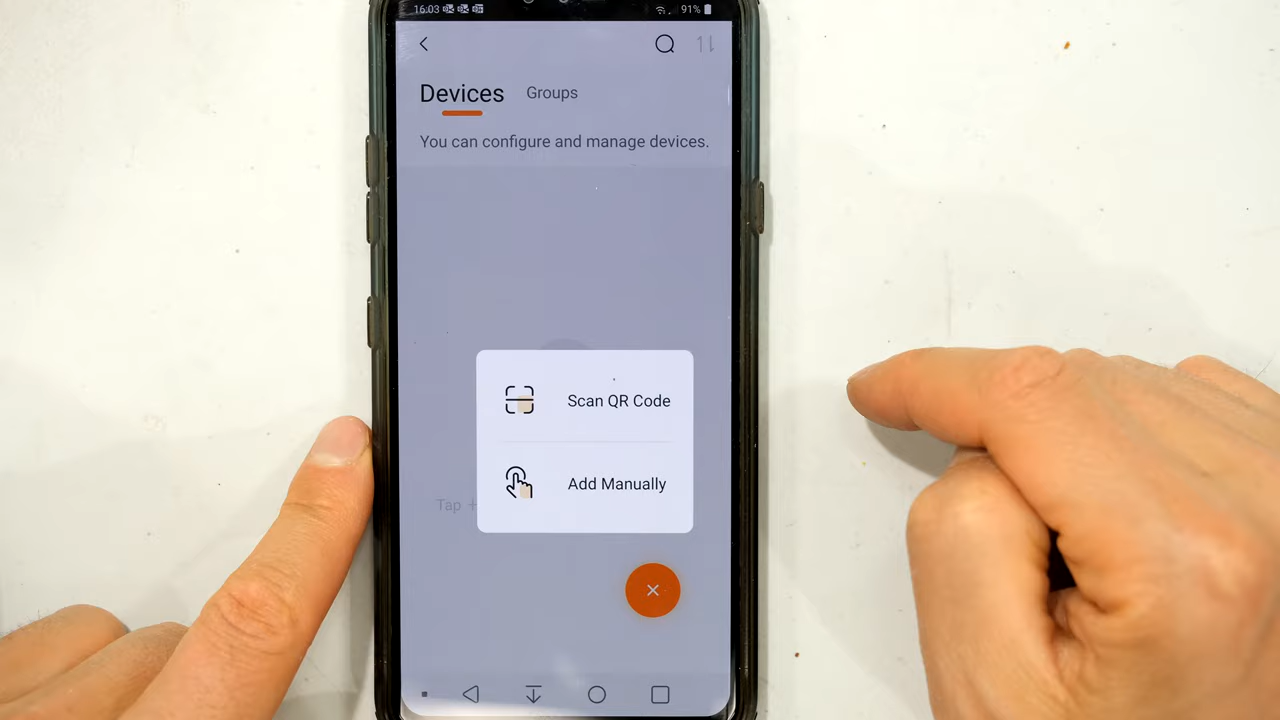 16:03 91%
Devices Groups
You can configure and manage devices.
Scan QR Code
Add Manually
Tap +